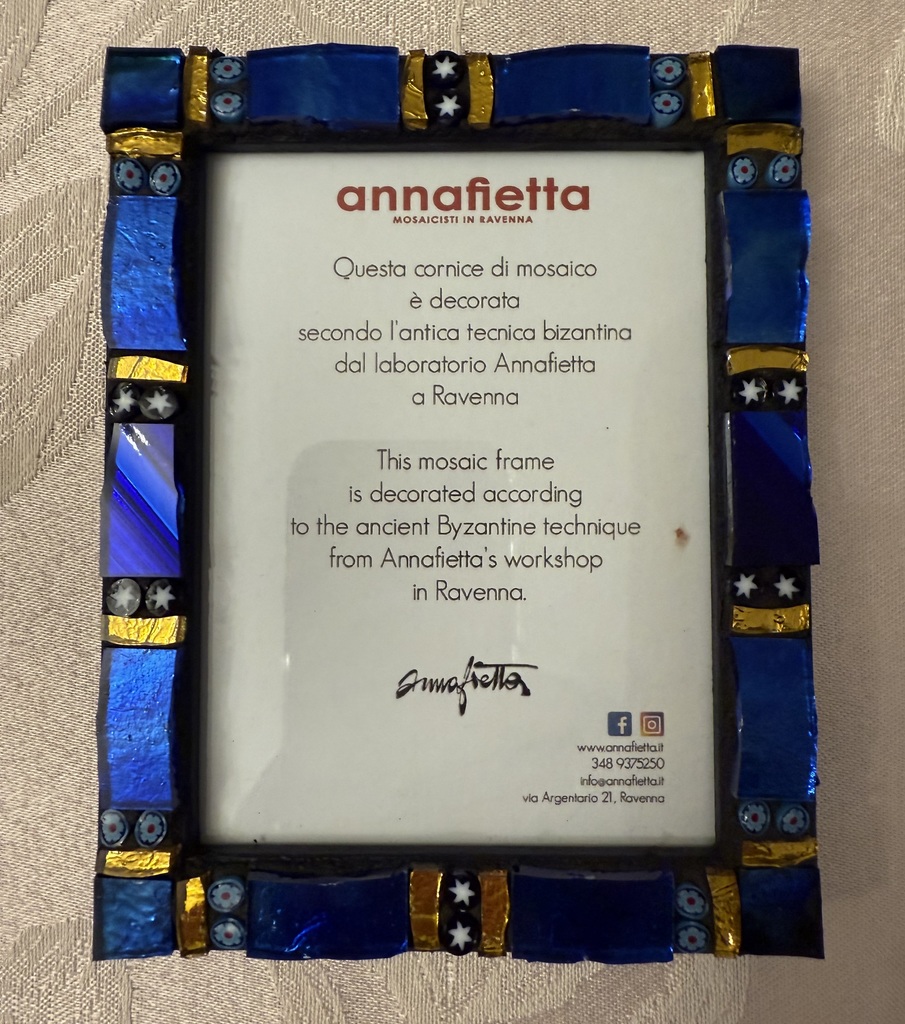 annafietta
MOSAICISTI IN RAVENNA
Questa cornice di mosaico
è decorata
secondo l'antica tecnica bizantina
dal laboratorio Annafietta
a Ravenna
This mosaic frame
is decorated according
to the ancient Byzantine technique
from Annafietta's workshop
in Ravenna.
Annafietta
www.annafietta.it
348 9375250
info@annafietta.it
via Argentario 21, Ravenna